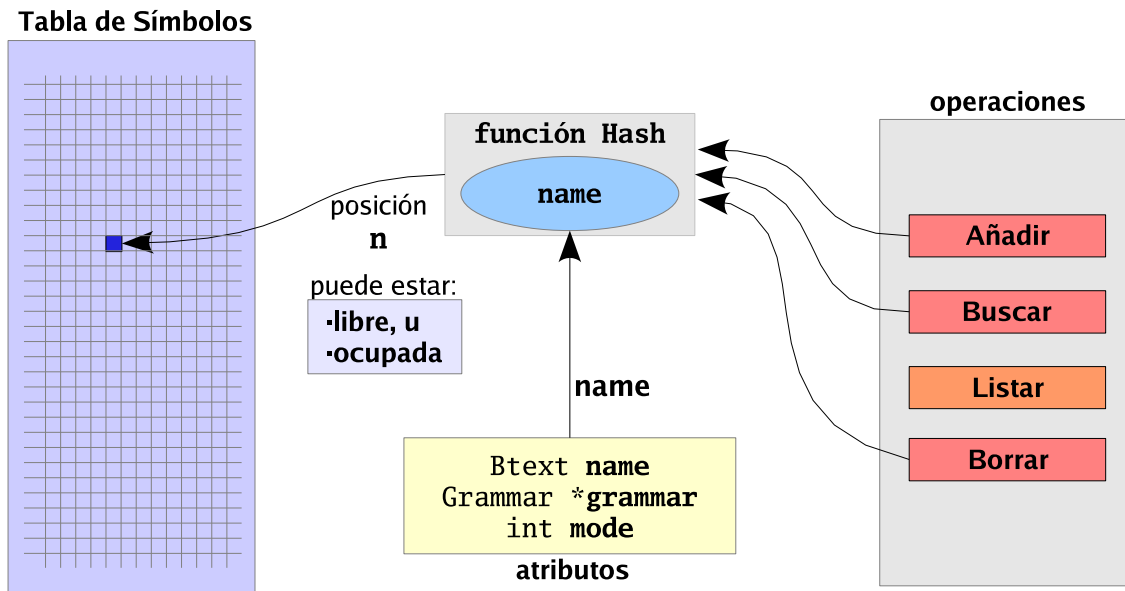 Tabla de Símbolos
función Hash
name
posición
n
puede estar:
·libre, u
·ocupada
name
Btext name
Grammar *grammar
int mode
atributos
operaciones
Añadir
Buscar
Listar
Borrar